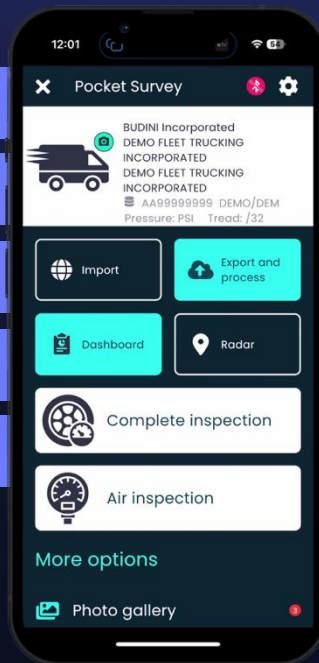 12:01
64
Pocket Survey
BUDINI Incorporated
DEMO FLEET TRUCKING
INCORPORATED
DEMO FLEET TRUCKING
INCORPORATED
AA99999999 DEMO/DEM
Pressure: PSI Tread: /32
Import
Export and
process
Dashboard
Radar
Complete inspection
Air inspection
More options
Photo gallery
3